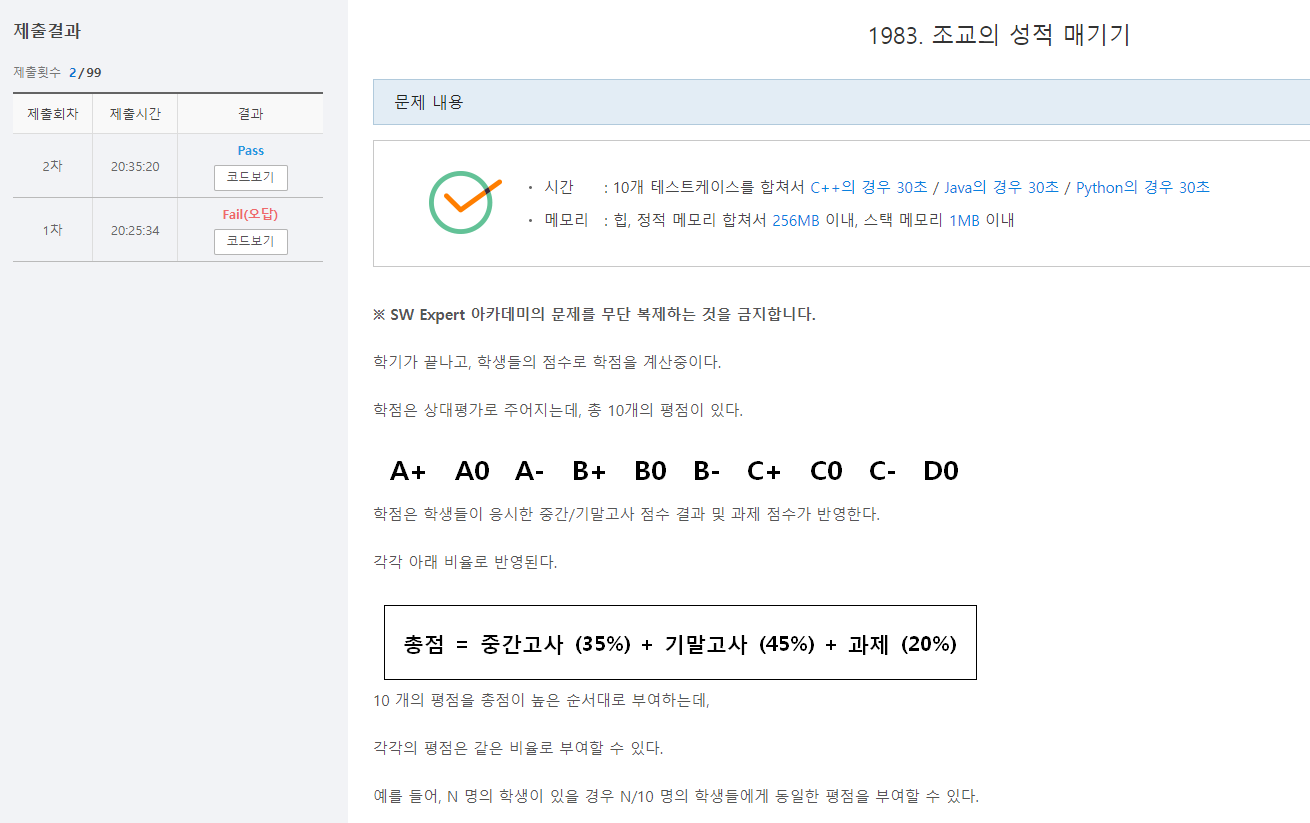 제출결과
제출횟수 2 / 99
제출회차 제출시간 결과
2차 20:35:20 Pass
코드보기
1차 20:25:34 Fail(오답)
코드보기
1983. 조교의 성적 매기기
문제 내용
· 시간 : 10개 테스트케이스를 합쳐서 C++의 경우 30초 / Java의 경우 30초 / Python의 경우 30초
· 메모리 : 힙, 정적 메모리 합쳐서 256MB 이내, 스택 메모리 1MB 이내
※ SW Expert 아카데미의 문제를 무단 복제하는 것을 금지합니다.
학기가 끝나고, 학생들의 점수로 학점을 계산중이다.
학점은 상대평가로 주어지는데, 총 10개의 평점이 있다.
A+ A0 A- B+ B0 B- C+ C0 C- D0
학점은 학생들이 응시한 중간/기말고사 점수 결과 및 과제 점수가 반영한다.
각각 아래 비율로 반영된다.
총점 = 중간고사 (35%) + 기말고사 (45%) + 과제 (20%)
10 개의 평점을 총점이 높은 순서대로 부여하는데,
각각의 평점은 같은 비율로 부여할 수 있다.
예를 들어, N 명의 학생이 있을 경우 N/10 명의 학생들에게 동일한 평점을 부여할 수 있다.